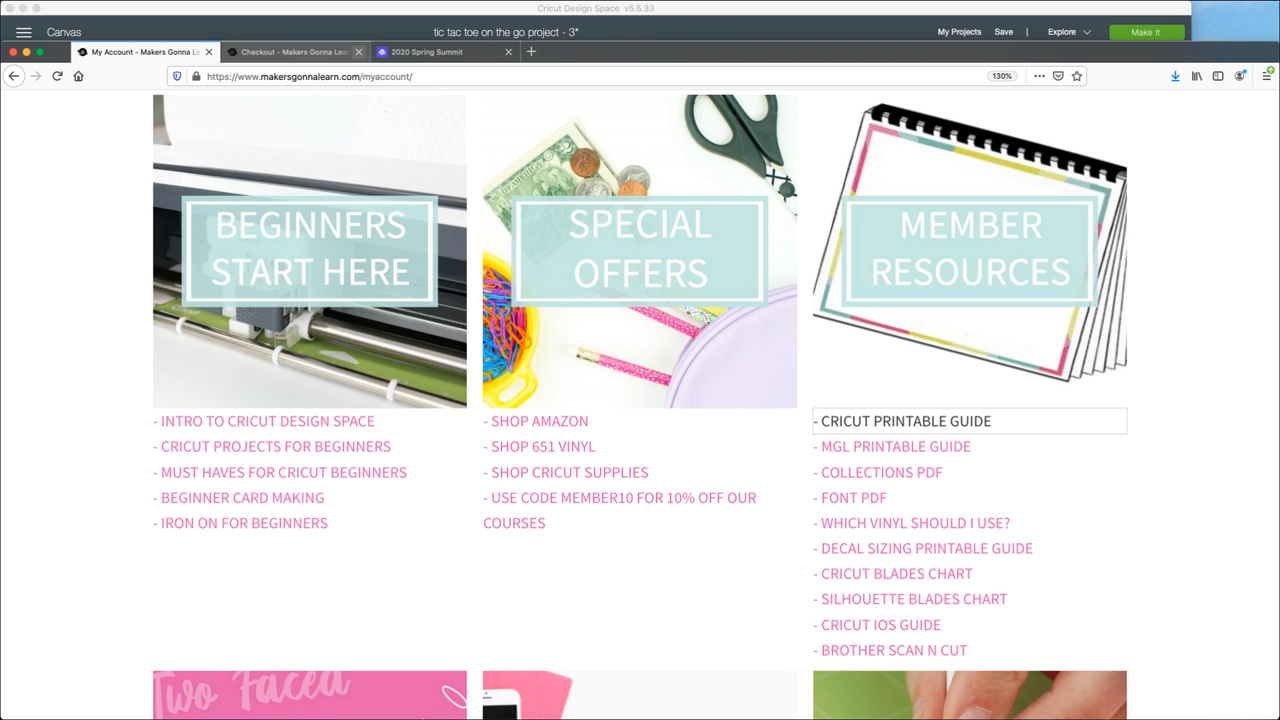 Cricut Design Space v5.5.33
Canvas
tic tac toe on the go project - 3*
My Projects Save | Explore Make It
My Account - Makers Gonna Le
Checkout - Makers Gonna Lear
2020 Spring Summit
https://www.makersgonnalearn.com/myaccount/
130%
BEGINNERS
START HERE
- INTRO TO CRICUT DESIGN SPACE
- CRICUT PROJECTS FOR BEGINNERS
- MUST HAVES FOR CRICUT BEGINNERS
- BEGINNER CARD MAKING
- IRON ON FOR BEGINNERS
SPECIAL
OFFERS
- SHOP AMAZON
- SHOP 651 VINYL
- SHOP CRICUT SUPPLIES
- USE CODE MEMBER10 FOR 10% OFF OUR
COURSES
MEMBER
RESOURCES
- CRICUT PRINTABLE GUIDE
- MGL PRINTABLE GUIDE
- COLLECTIONS PDF
- FONT PDF
- WHICH VINYL SHOULD I USE?
- DECAL SIZING PRINTABLE GUIDE
- CRICUT BLADES CHART
- SILHOUETTE BLADES CHART
- CRICUT IOS GUIDE
- BROTHER SCAN N CUT
Two Faced